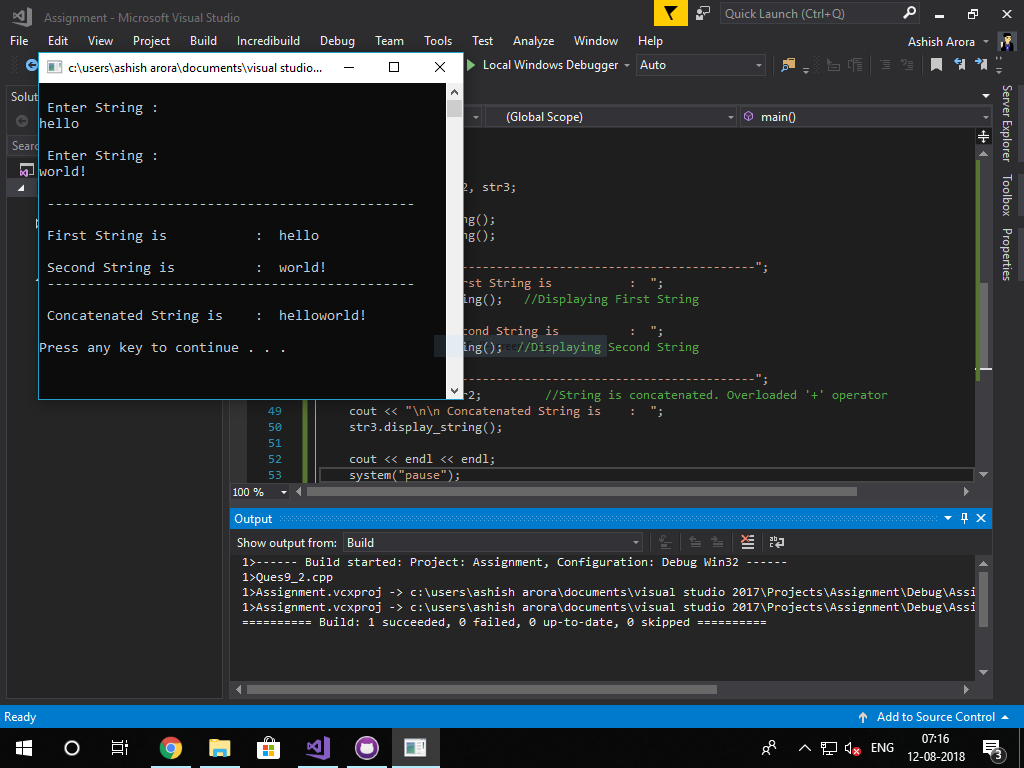 Assignment - Microsoft Visual Studio
Quick Launch (Ctrl+Q)
File Edit View Project Build Incredibuild Debug Team Tools Test Analyze Window Help
Ashish Arora
Local Windows Debugger
Auto
c:\users\ashish arora\documents\visual studio...
Enter String :
hello
Enter String :
world!
----------------------------------------------
First String is : hello
Second String is : world!
----------------------------------------------
Concatenated String is : helloworld!
Press any key to continue . . .
Solut
Searc
(Global Scope)
main()
2, str3;
ng();
ng();
-------------------------------------";
rst String is : ";
ing(); //Displaying First String
cond String is : ";
ing(); //Displaying Second String
-------------------------------------";
r2; //String is concatenated. Overloaded '+' operator
49 cout << "\n\n Concatenated String is : ";
50 str3.display_string();
51
52 cout << endl << endl;
53 system("pause");
100 %
Server Explorer
Toolbox
Properties
Output
Show output from: Build
1>------ Build started: Project: Assignment, Configuration: Debug Win32 ------
1>Ques9_2.cpp
1>Assignment.vcxproj -> c:\users\ashish arora\documents\visual studio 2017\Projects\Assignment\Debug\Assi
1>Assignment.vcxproj -> c:\users\ashish arora\documents\visual studio 2017\Projects\Assignment\Debug\Assi
========== Build: 1 succeeded, 0 failed, 0 up-to-date, 0 skipped ==========
Ready
Add to Source Control
ENG
07:16
12-08-2018
3